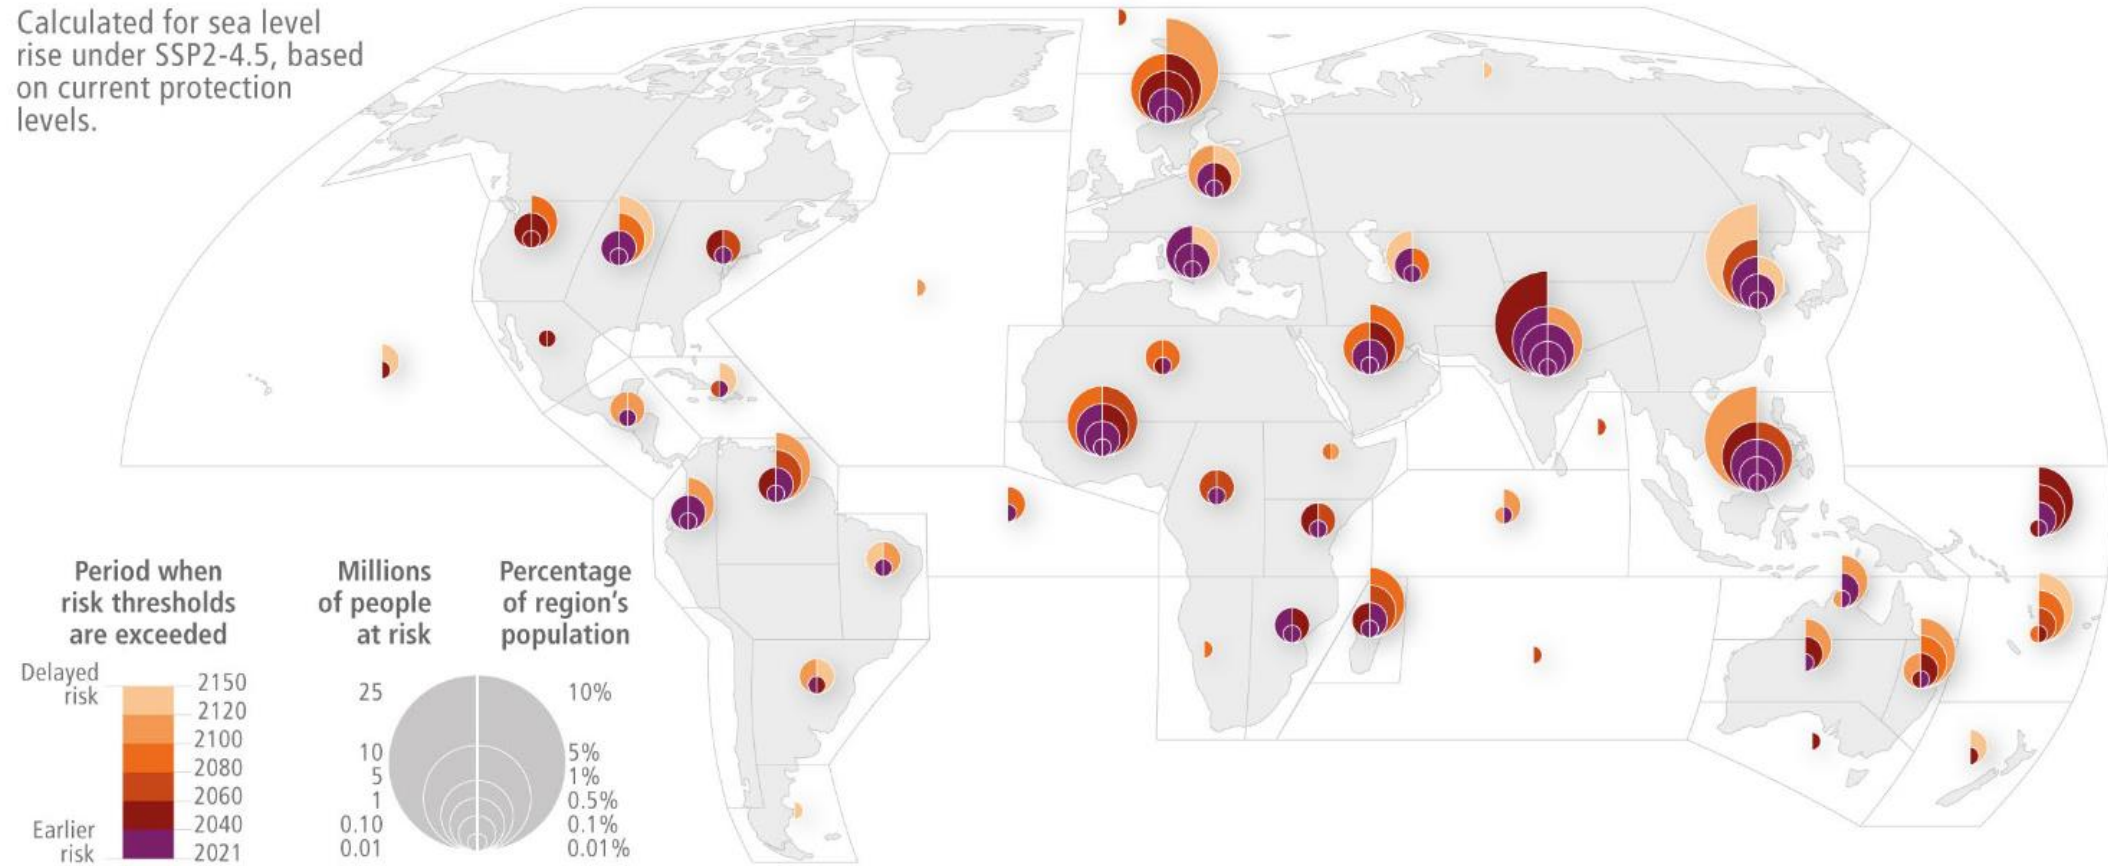 Calculated for sea level
rise under SSP2-4.5, based
on current protection
levels.
Period when
risk thresholds
are exceeded
Delayed
risk
2150
2120
2100
2080
2060
2040
2021
Earlier
risk
Millions
of people
at risk
25
10
5
1
0.10
0.01
Percentage
of region's
population
10%
5%
1%
0.5%
0.1%
0.01%